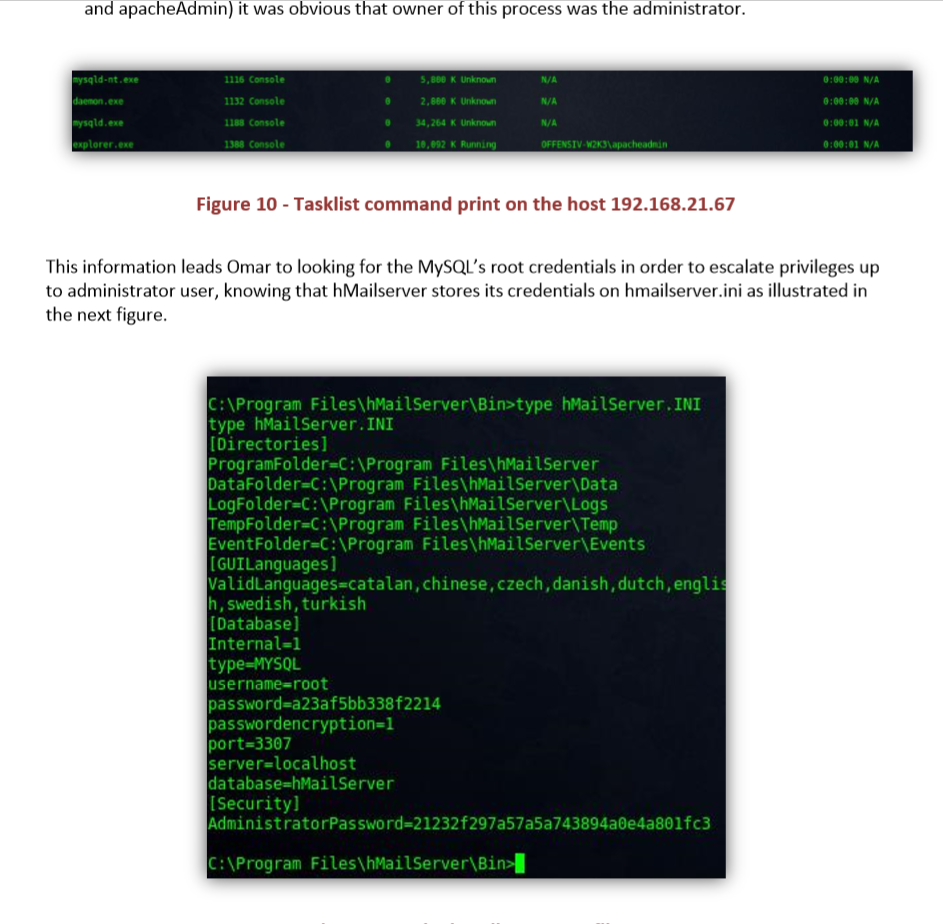 and apacheAdmin) it was obvious that owner of this process was the administrator.
mysqld-nt.exe 1116 Console 0 5,800 K Unknown N/A 0:00:00 N/A
daemon.exe 1132 Console 0 2,860 K Unknown N/A 0:00:00 N/A
mysqld.exe 1188 Console 0 34,264 K Unknown N/A 0:00:01 N/A
explorer.exe 1388 Console 0 10,092 K Running OFFENSIV-W2K3\apacheadmin 0:00:01 N/A
Figure 10 - Tasklist command print on the host 192.168.21.67
This information leads Omar to looking for the MySQL's root credentials in order to escalate privileges up
to administrator user, knowing that hMailserver stores its credentials on hmailserver.ini as illustrated in
the next figure.
C:\Program Files\hMailServer\Bin>type hMailServer.INI
type hMailServer.INI
[Directories]
ProgramFolder=C:\Program Files\hMailServer
DataFolder=C:\Program Files\hMailServer\Data
LogFolder=C:\Program Files\hMailServer\Logs
TempFolder=C:\Program Files\hMailServer\Temp
EventFolder=C:\Program Files\hMailServer\Events
[GUILanguages]
ValidLanguages=catalan,chinese,czech,danish,dutch,englis
h,swedish,turkish
[Database]
Internal=1
type=MYSQL
username=root
password=a23af5bb338f2214
passwordencryption=1
port=3307
server=localhost
database=hMailServer
[Security]
AdministratorPassword=21232f297a57a5a743894a0e4a801fc3
C:\Program Files\hMailServer\Bin>